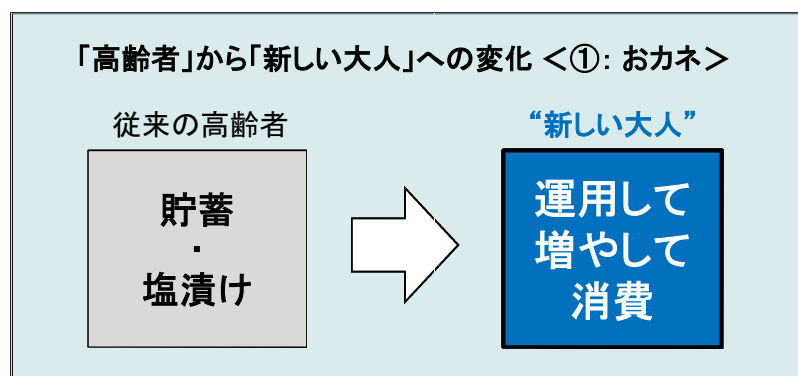 「高齢者」から「新しい大人」への変化 <①: おカネ>
従来の高齢者
“新しい大人”
貯蓄
・
塩漬け
運用して
増やして
消費